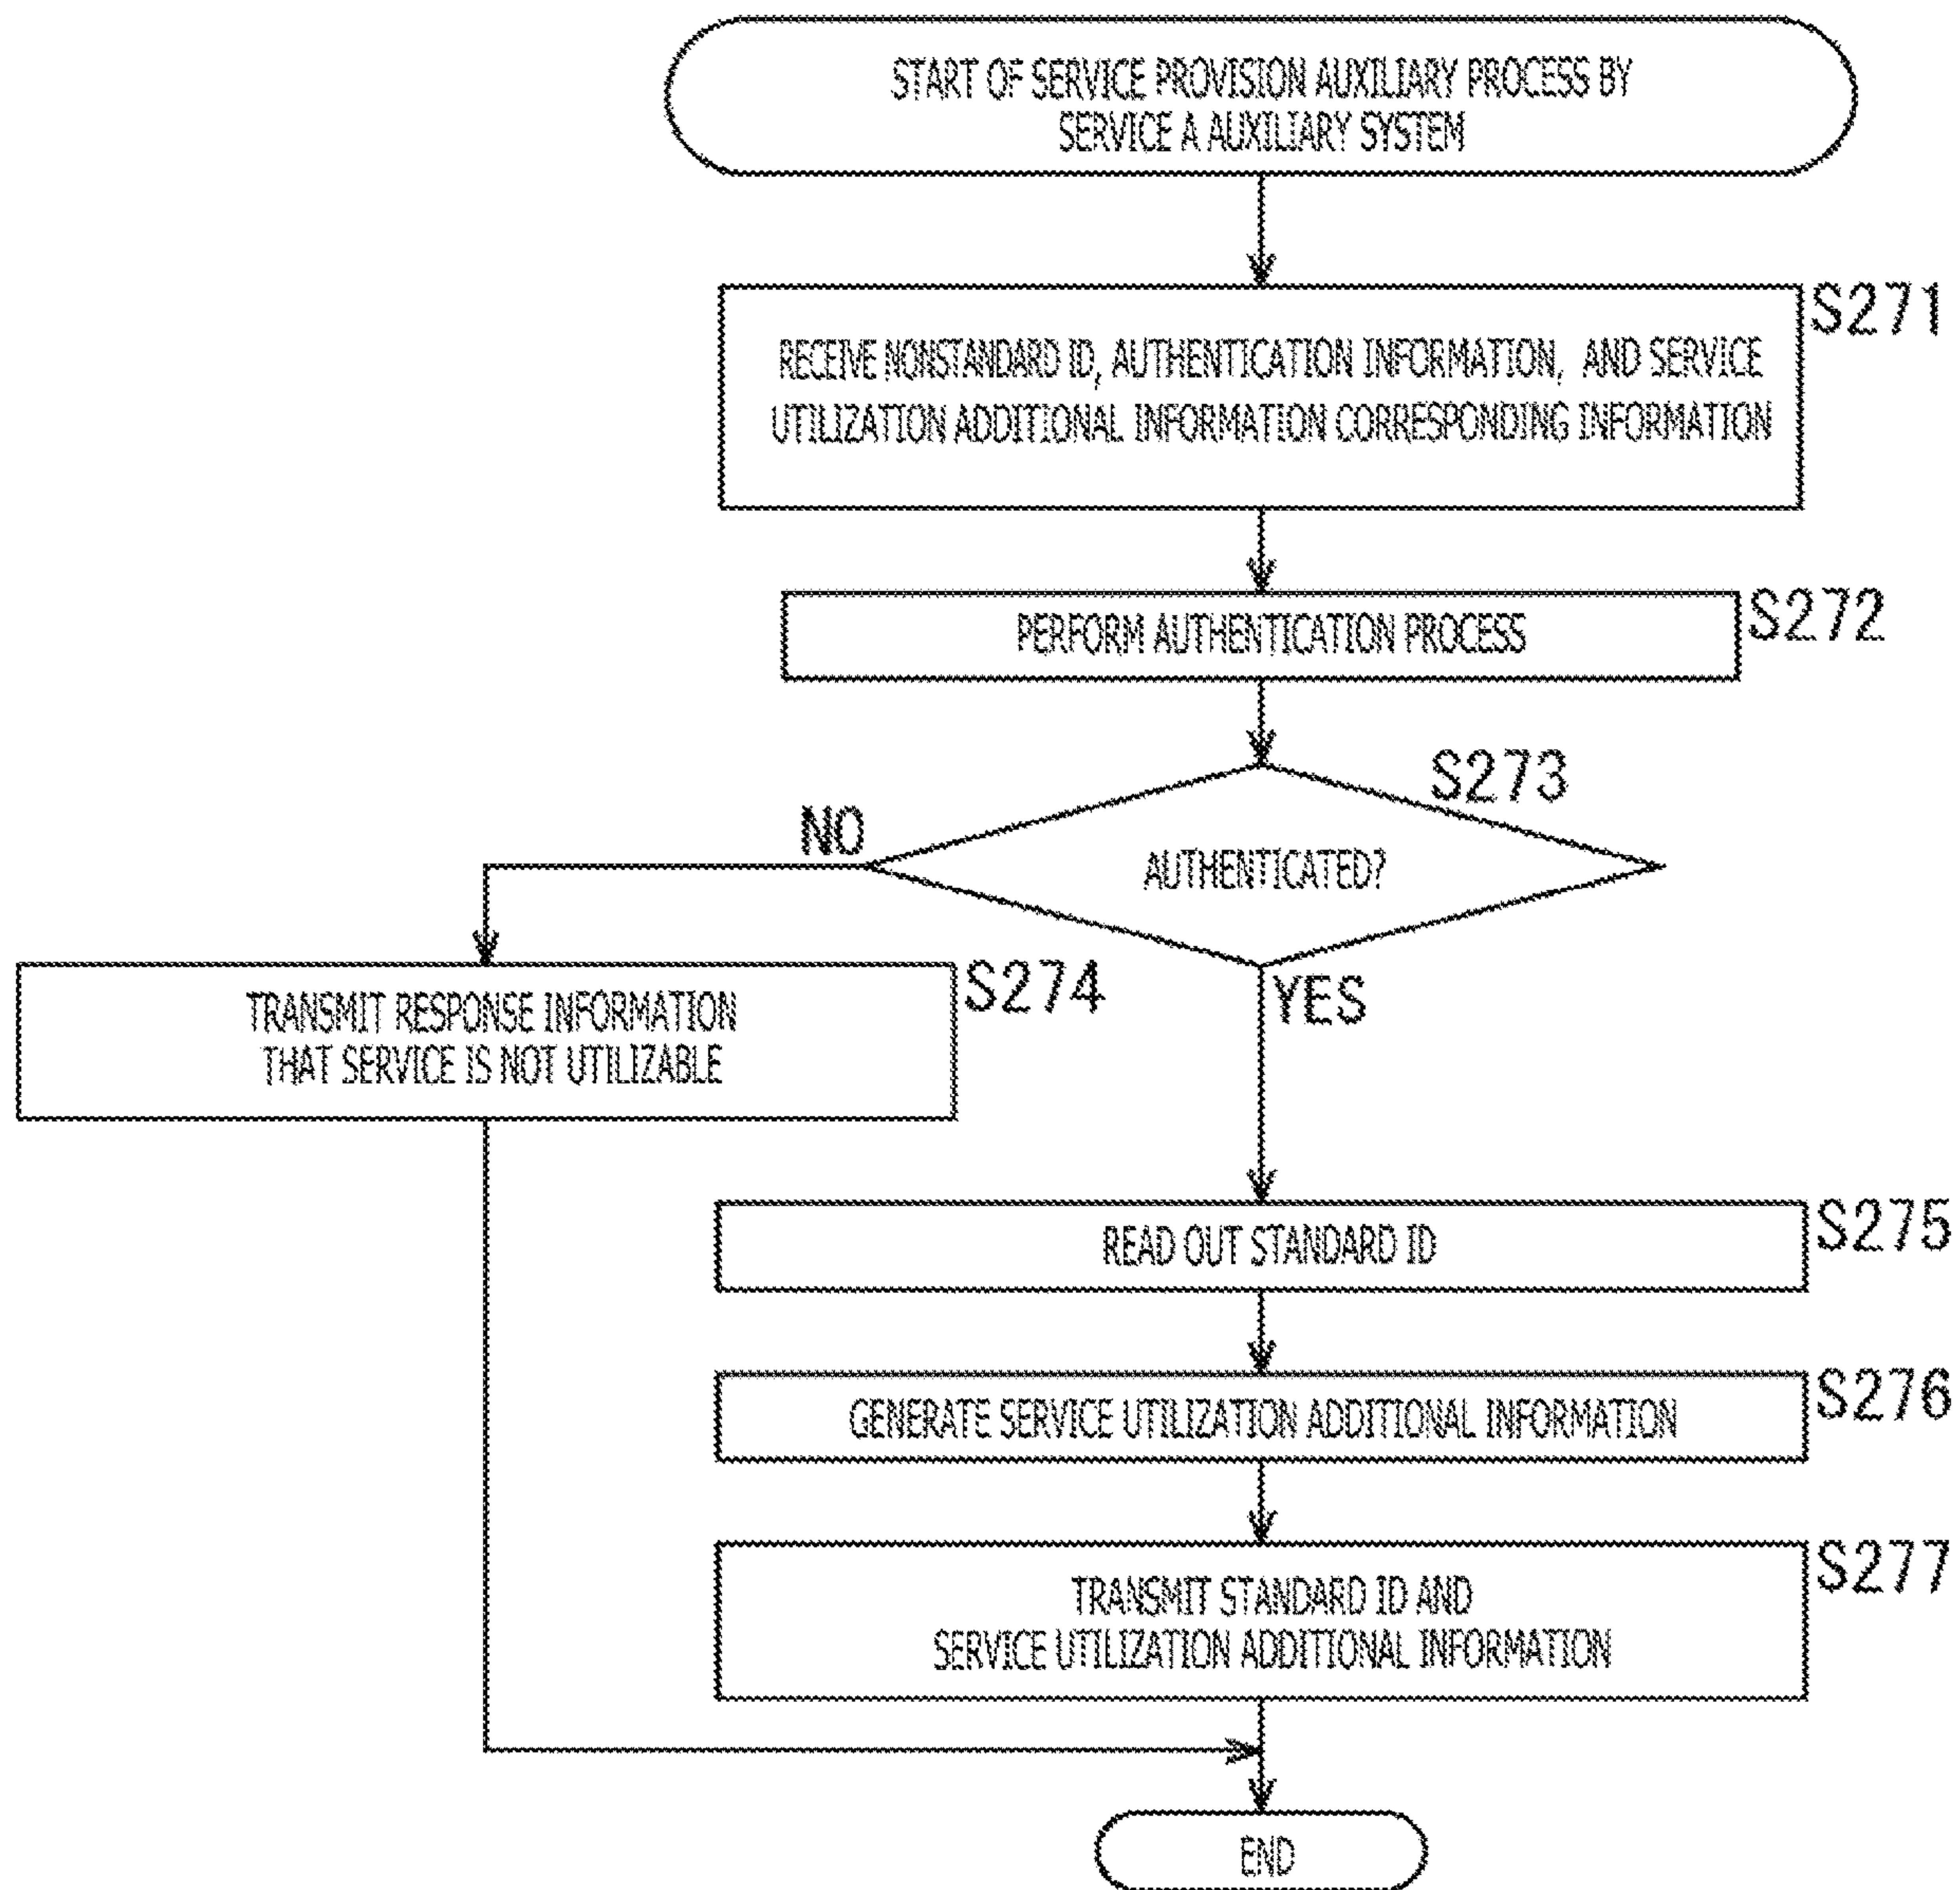 START OF SERVICE PROVISION AUXILIARY PROCESS BY
SERVICE A AUXILIARY SYSTEM
S271
RECEIVE NONSTANDARD ID, AUTHENTICATION INFORMATION, AND SERVICE
UTILIZATION ADDITIONAL INFORMATION CORRESPONDING INFORMATION
S272
PERFORM AUTHENTICATION PROCESS
S273
NO
AUTHENTICATED?
S274
YES
TRANSMIT RESPONSE INFORMATION
THAT SERVICE IS NOT UTILIZABLE
S275
READ OUT STANDARD ID
S276
GENERATE SERVICE UTILIZATION ADDITIONAL INFORMATION
S277
TRANSMIT STANDARD ID AND
SERVICE UTILIZATION ADDITIONAL INFORMATION
END